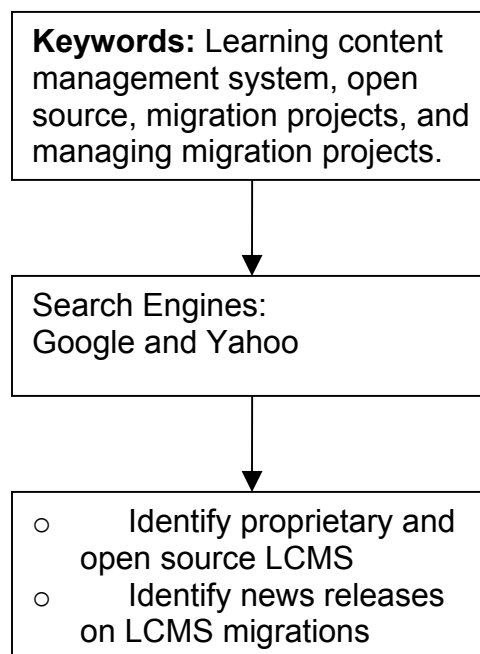 Keywords: Learning content
management system, open
source, migration projects, and
managing migration projects.
Search Engines:
Google and Yahoo
o Identify proprietary and
open source LCMS
o Identify news releases
on LCMS migrations